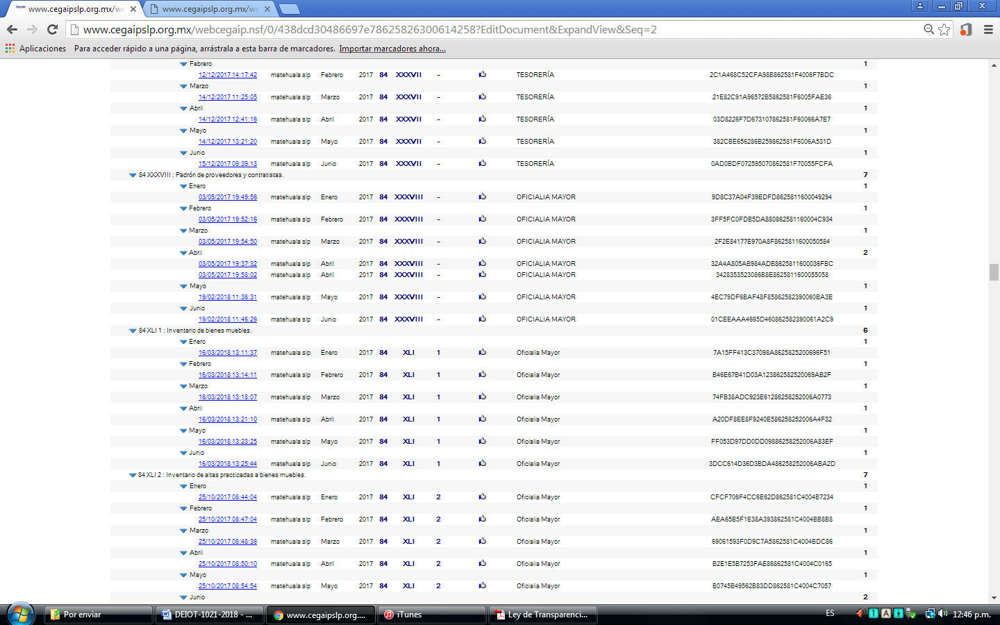 www.cegaipslp.org.mx/we
www.cegaipslp.org.mx/we
www.cegaipslp.org.mx/webcegaip.nsf/0/438dcd30486697e78625826300614258?EditDocument&ExpandView&Seq=2
Aplicaciones Para acceder rápido a una página, arrástrala a esta barra de marcadores. Importar marcadores ahora...
Febrero 1
12/12/2017 14:17:42 matehuala slp Febrero 2017 84 XXXVII - TESORERÍA 2C1A468C52CFA98B862581F4006F7BDC
Marzo 1
14/12/2017 11:25:05 matehuala slp Marzo 2017 84 XXXVII - TESORERÍA 21E82C91A96572B5862581F6005FAE36
Abril 1
14/12/2017 12:41:16 matehuala slp Abril 2017 84 XXXVII - TESORERÍA 03D8226F7D673107862581F60066A7E7
Mayo 1
14/12/2017 13:21:20 matehuala slp Mayo 2017 84 XXXVII - TESORERÍA 382CBE656286B259862581F6006A531D
Junio 1
15/12/2017 09:39:13 matehuala slp Junio 2017 84 XXXVII - TESORERÍA 0AD0BDF072595070862581F70055FCFA
84 XXXVIII : Padrón de proveedores y contratistas. 7
Enero 1
03/05/2017 19:49:56 matehuala slp Enero 2017 84 XXXVIII - OFICIALIA MAYOR 9D8C37A04F39EDFD8625811600049294
Febrero 1
03/05/2017 19:52:16 matehuala slp Febrero 2017 84 XXXVIII - OFICIALIA MAYOR 3FF5FC0FDB5DA880862581160004C934
Marzo 1
03/05/2017 19:54:50 matehuala slp Marzo 2017 84 XXXVIII - OFICIALIA MAYOR 2F2E84177E970A8F8625811600050584
Abril 2
03/05/2017 19:37:32 matehuala slp Abril 2017 84 XXXVIII - OFICIALIA MAYOR 32A4A805AB984ADB8625811600036FBC
03/05/2017 19:58:02 matehuala slp Abril 2017 84 XXXVIII - OFICIALIA MAYOR 3428353523086B8E8625811600055058
Mayo 1
19/02/2018 11:36:31 matehuala slp Mayo 2017 84 XXXVIII - OFICIALIA MAYOR 4EC79DF6BAF48F85862582390060BA3E
Junio 1
19/02/2018 11:46:26 matehuala slp Junio 2017 84 XXXVIII - OFICIALIA MAYOR 01CEEAAA4665D460862582390061A2C9
84 XLI 1 : Inventario de bienes muebles. 6
Enero 1
16/03/2018 13:11:37 matehuala slp Enero 2017 84 XLI 1 Oficialia Mayor 7A15FF413C37098A8625825200696F51
Febrero 1
16/03/2018 13:14:11 matehuala slp Febrero 2017 84 XLI 1 Oficialia Mayor B46E67B41D03A123862582520069AB2F
Marzo 1
16/03/2018 13:18:07 matehuala slp Marzo 2017 84 XLI 1 Oficialia Mayor 74FB38ADC923E61286258252006A0773
Abril 1
16/03/2018 13:21:10 matehuala slp Abril 2017 84 XLI 1 Oficialia Mayor A20DF8EE8F9240E586258252006A4F32
Mayo 1
16/03/2018 13:23:25 matehuala slp Mayo 2017 84 XLI 1 Oficialia Mayor FF053D97DD0DD09886258252006A83EF
Junio 1
16/03/2018 13:25:44 matehuala slp Junio 2017 84 XLI 1 Oficialia Mayor 3DCC614D36D3BDA486258252006ABA2D
84 XLI 2 : Inventario de altas practicadas a bienes muebles. 7
Enero 1
25/10/2017 08:44:04 matehuala slp Enero 2017 84 XLI 2 Oficialia Mayor CFCF706F4CC6E62D862581C4004B7234
Febrero 1
25/10/2017 08:47:04 matehuala slp Febrero 2017 84 XLI 2 Oficialia Mayor AEA65B5F1E38A393862581C4004BB8B8
Marzo 1
25/10/2017 08:48:36 matehuala slp Marzo 2017 84 XLI 2 Oficialia Mayor 69061593F0D9C7A5862581C4004BDC86
Abril 1
25/10/2017 08:50:10 matehuala slp Abril 2017 84 XLI 2 Oficialia Mayor B2E1E5B7253FAE86862581C4004C0165
Mayo 1
25/10/2017 08:54:54 matehuala slp Mayo 2017 84 XLI 2 Oficialia Mayor B0745B49562B83DD862581C4004C7057
Junio 2
Por enviar DEIOT-1021-2018 - ... www.cegaipslp.org.... iTunes Ley de Transparenci... ES 12:46 p.m.